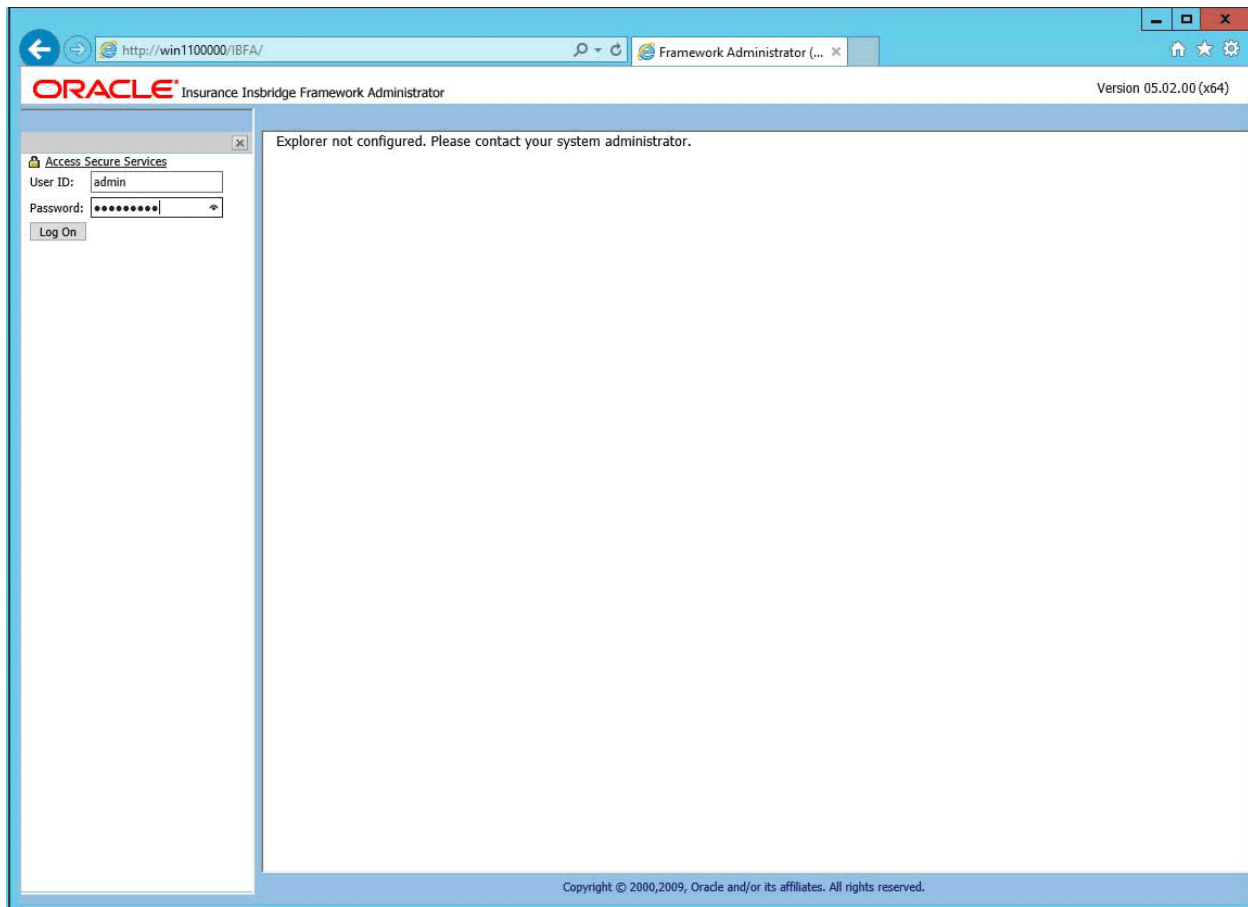 http://win1100000/IBFA/
Framework Administrator (...
ORACLE Insurance Insbridge Framework Administrator
Version 05.02.00 (x64)
Explorer not configured. Please contact your system administrator.
Access Secure Services
User ID: admin
Password: •••••••••
Log On
Copyright © 2000,2009, Oracle and/or its affiliates. All rights reserved.